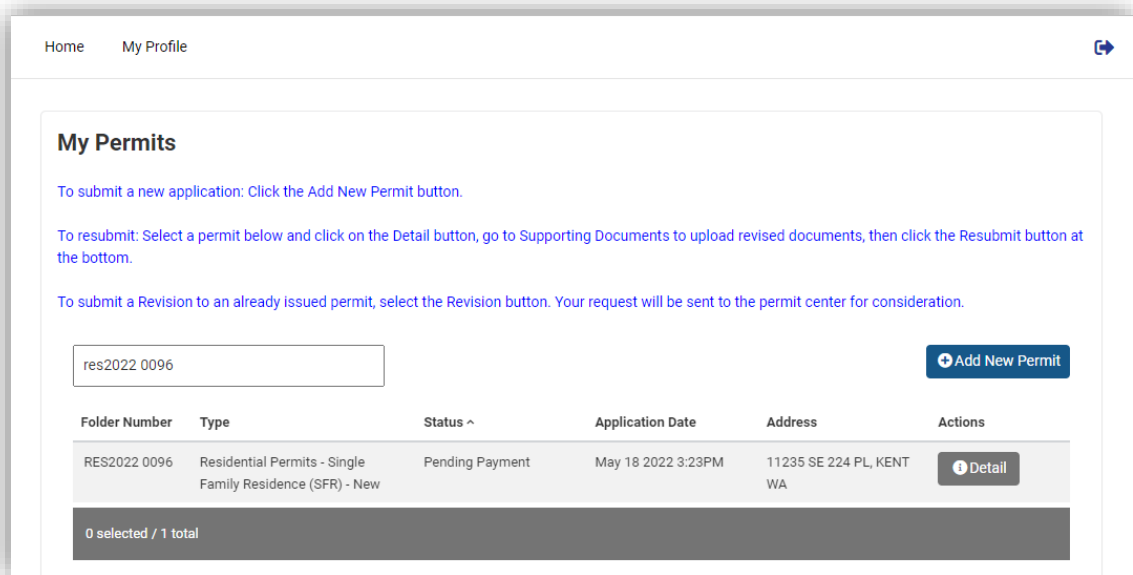 Home My Profile
My Permits
To submit a new application: Click the Add New Permit button.
To resubmit: Select a permit below and click on the Detail button, go to Supporting Documents to upload revised documents, then click the Resubmit button at
the bottom.
To submit a Revision to an already issued permit, select the Revision button. Your request will be sent to the permit center for consideration.
res2022 0096 Add New Permit
Folder Number Type Status Application Date Address Actions
RES2022 0096 Residential Permits - Single Pending Payment May 18 2022 3:23PM 11235 SE 224 PL, KENT Detail
Family Residence (SFR) - New WA
0 selected / 1 total